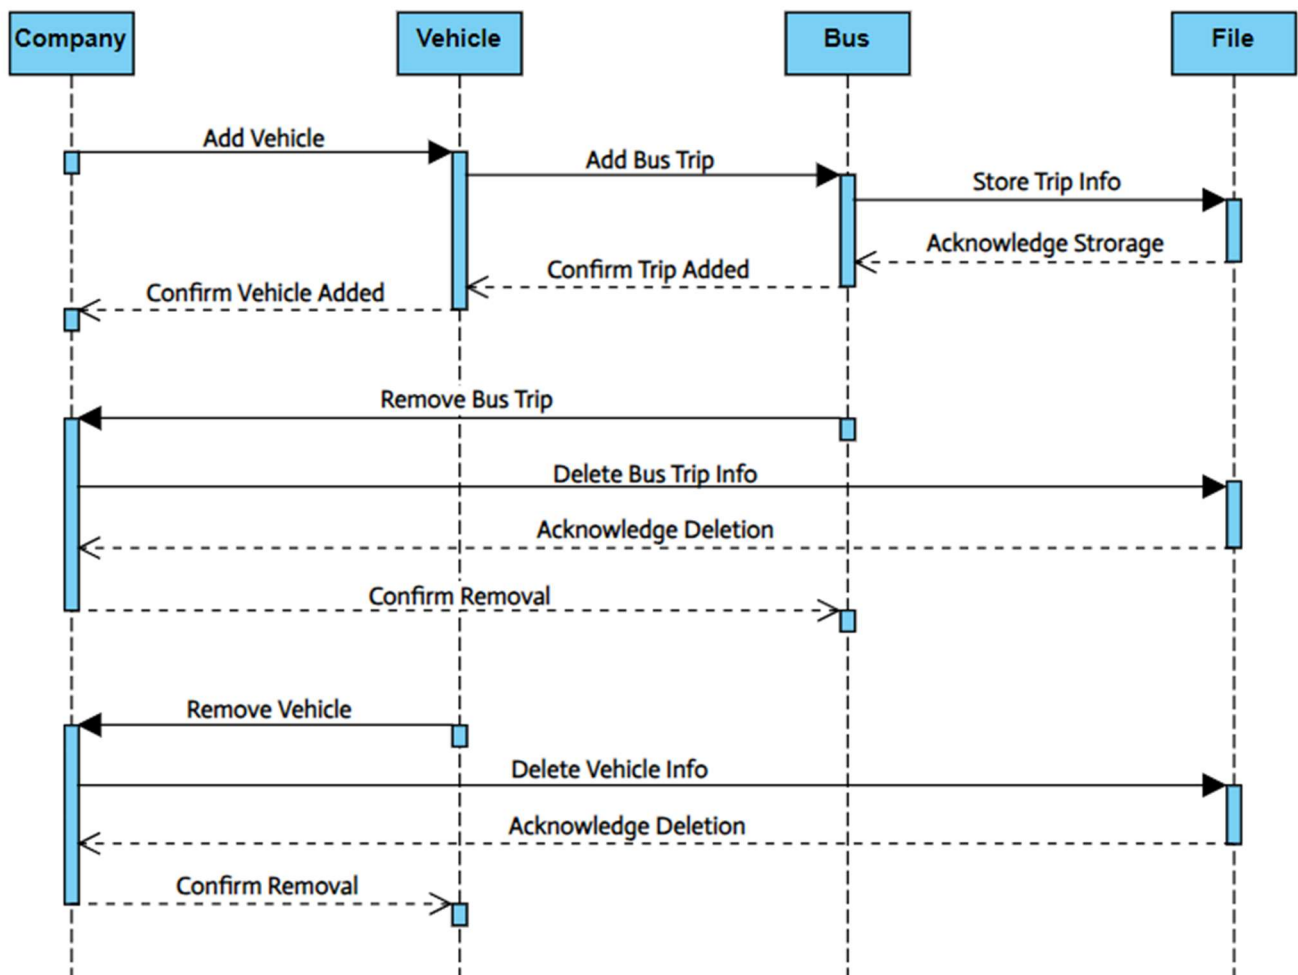 Company
Vehicle
Bus
File
Add Vehicle
Add Bus Trip
Store Trip Info
Acknowledge Strorage
Confirm Trip Added
Confirm Vehicle Added
Remove Bus Trip
Delete Bus Trip Info
Acknowledge Deletion
Confirm Removal
Remove Vehicle
Delete Vehicle Info
Acknowledge Deletion
Confirm Removal